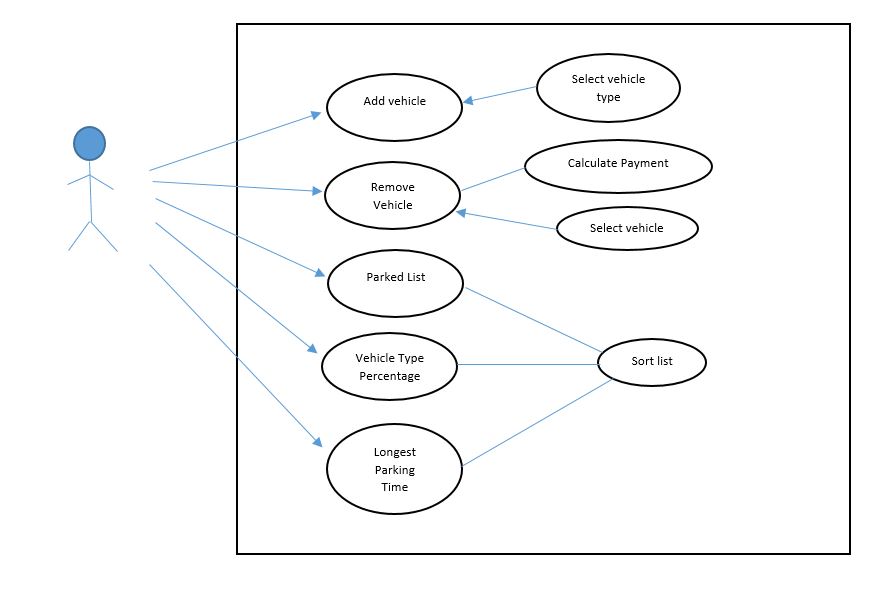 Add vehicle
Select vehicle
type
Remove
Vehicle
Calculate Payment
Select vehicle
Parked List
Vehicle Type
Percentage
Sort list
Longest
Parking
Time